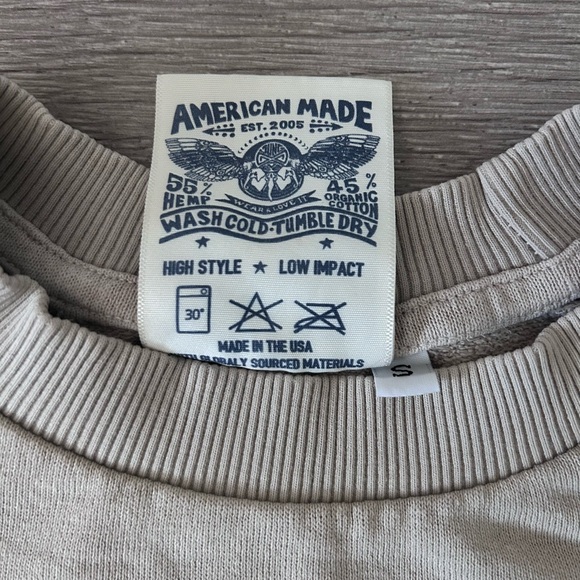 AMERICAN MADE
EST. 2005
55% HEMP
45% ORGANIC COTTON
WEAR & LOVE IT
WASH COLD-TUMBLE DRY
HIGH STYLE ★ LOW IMPACT
30°
MADE IN THE USA
GLOBALY SOURCED MATERIALS
S